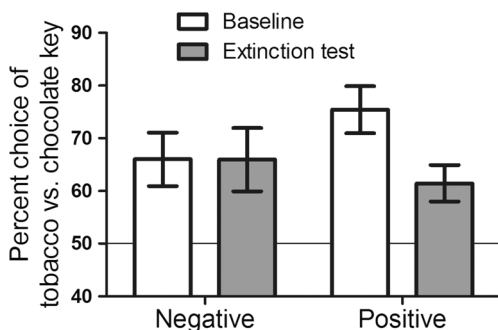 Baseline
Extinction test
Percent choice of
tobacco vs. chocolate key
90
80
70
60
50
40
Negative
Positive